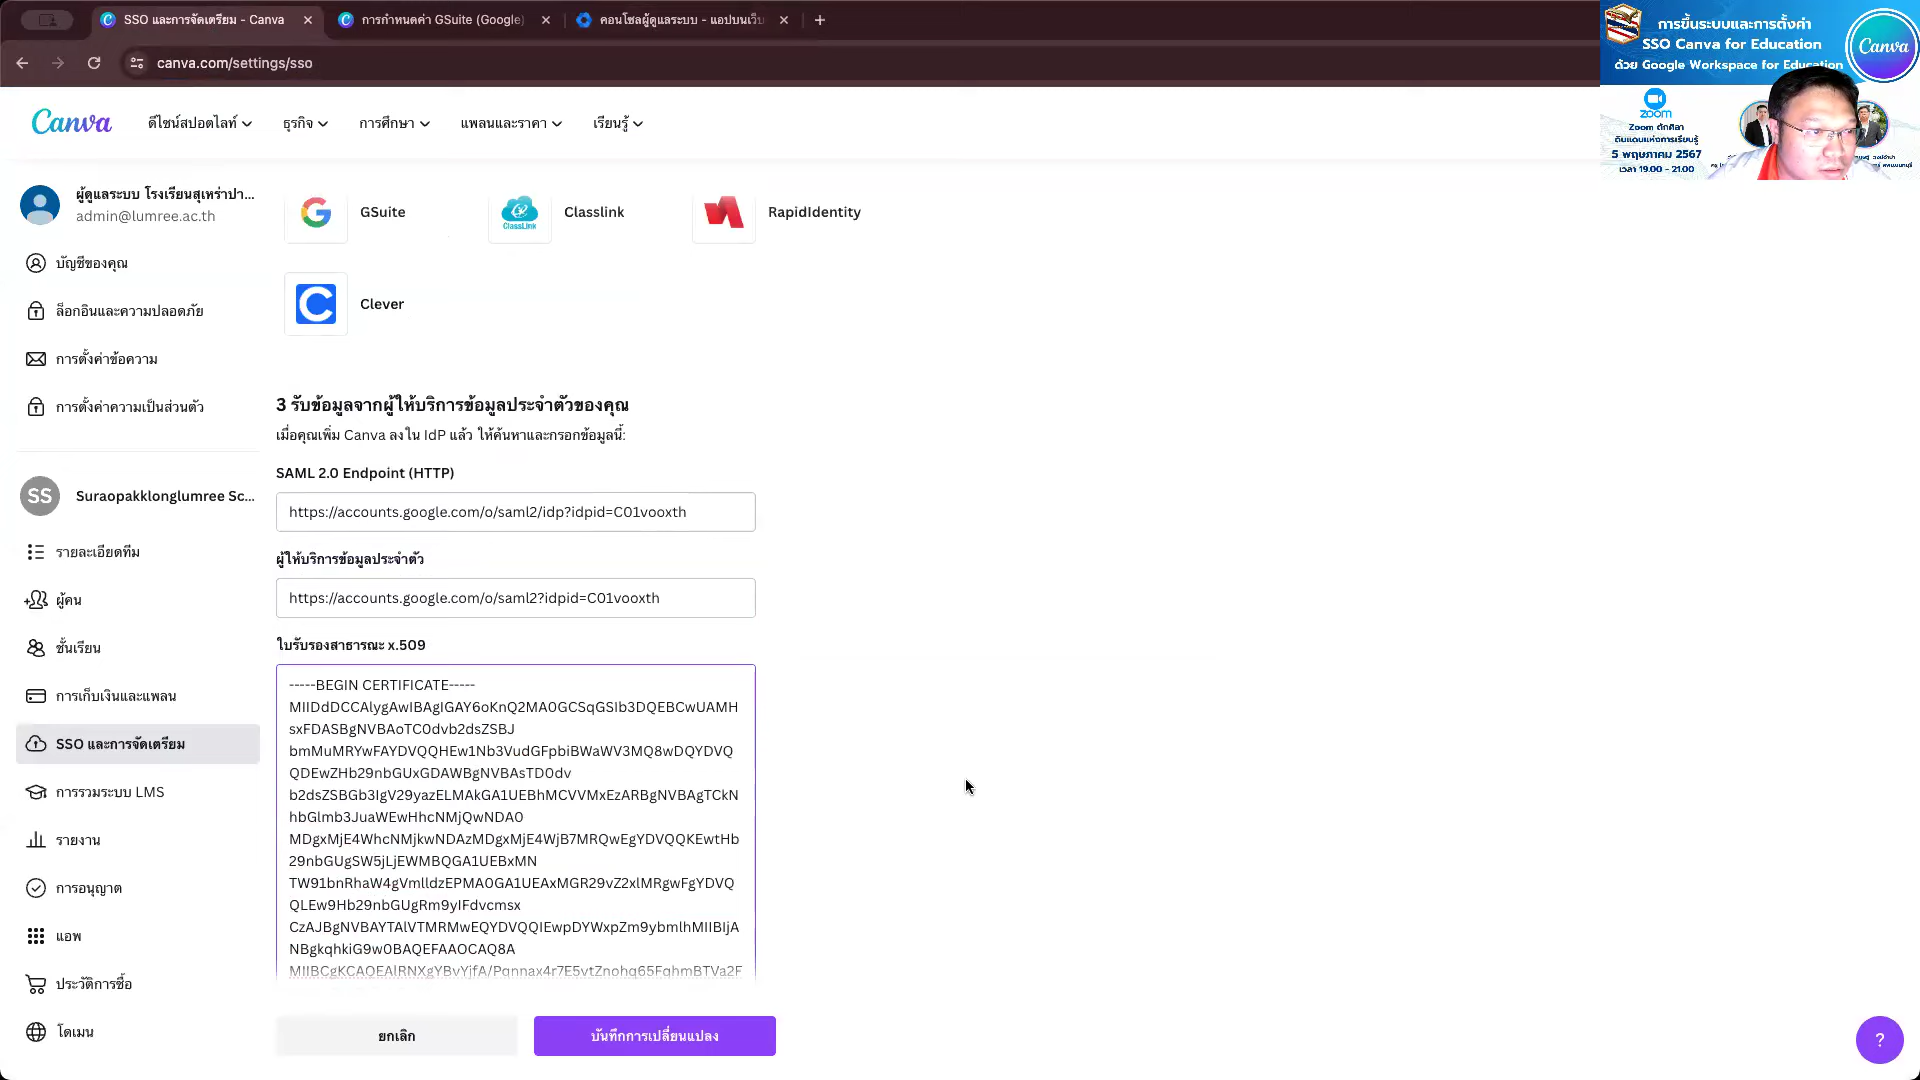 SSO และการจัดเตรียม - Canva
การกำหนดค่า GSuite (Google)
คอนโซลผู้ดูแลระบบ - แอปบนเว็บ
canva.com/settings/sso
การขึ้นระบบและการตั้งค่า
SSO Canva for Education
ด้วย Google Workspace for Education
Canva
zoom
Zoom ตักศิลา
ดินแดนแห่งการเรียนรู้
5 พฤษภาคม 2567
เวลา 19.00 - 21.00
Canva
ดีไซน์สปอตไลท์
ธุรกิจ
การศึกษา
แพลนและราคา
เรียนรู้
ผู้ดูแลระบบ โรงเรียนสุเหร่าปา...
admin@lumree.ac.th
บัญชีของคุณ
ล็อกอินและความปลอดภัย
การตั้งค่าข้อความ
การตั้งค่าความเป็นส่วนตัว
SS
Suraopakklonglumree Sc...
รายละเอียดทีม
ผู้คน
ชั้นเรียน
การเก็บเงินและแพลน
SSO และการจัดเตรียม
การรวมระบบ LMS
รายงาน
การอนุญาต
แอพ
ประวัติการซื้อ
โดเมน
GSuite
ClassLink
Classlink
RapidIdentity
Clever
3 รับข้อมูลจากผู้ให้บริการข้อมูลประจำตัวของคุณ
เมื่อคุณเพิ่ม Canva ลงใน IdP แล้ว ให้ค้นหาและกรอกข้อมูลนี้:
SAML 2.0 Endpoint (HTTP)
https://accounts.google.com/o/saml2/idp?idpid=C01vooxth
ผู้ให้บริการข้อมูลประจำตัว
https://accounts.google.com/o/saml2?idpid=C01vooxth
ใบรับรองสาธารณะ x.509
-----BEGIN CERTIFICATE-----
MIIDdDCCAlygAwIBAgIGAY6oKnQ2MA0GCSqGSIb3DQEBCwUAMH
sxFDASBgNVBAoTC0dvb2dsZSBJ
bmMuMRYwFAYDVQQHEw1Nb3VudGFpbiBWaWV3MQ8wDQYDVQ
QDEwZHb29nbGUxGDAWBgNVBAsTD0dv
b2dsZSBGb3IgV29yazELMAkGA1UEBhMCVVMxEzARBgNVBAgTCkN
hbGlmb3JuaWEwHhcNMjQwNDA0
MDgxMjE4WhcNMjkwNDAzMDgxMjE4WjB7MRQwEgYDVQQKEwtHb
29nbGUgSW5jLjEWMBQGA1UEBxMN
TW91bnRhaW4gVmlldzEPMA0GA1UEAxMGR29vZ2xlMRgwFgYDVQ
QLEw9Hb29nbGUgRm9yIFdvcmsx
CzAJBgNVBAYTAlVTMRMwEQYDVQQIEwpDYWxpZm9ybmlhMIIBIjA
NBgkqhkiG9w0BAQEFAAOCAQ8A
MIIBCgKCAQEAlRNXgYBvYjfA/Pqnnax4r7E5vtZnohq65FqhmBTVa2F
ยกเลิก
บันทึกการเปลี่ยนแปลง
?